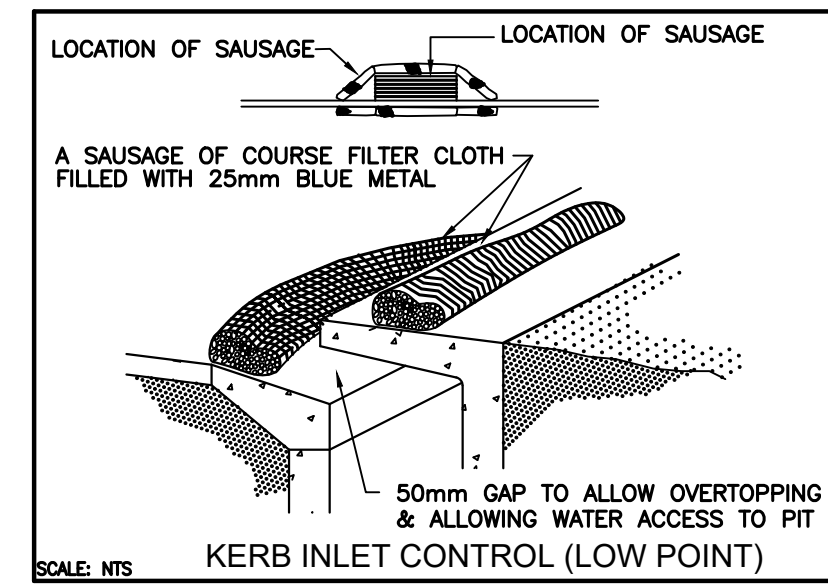 LOCATION OF SAUSAGE
LOCATION OF SAUSAGE
A SAUSAGE OF COURSE FILTER CLOTH
FILLED WITH 25mm BLUE METAL
50mm GAP TO ALLOW OVERTOPPING
& ALLOWING WATER ACCESS TO PIT
SCALE: NTS
KERB INLET CONTROL (LOW POINT)